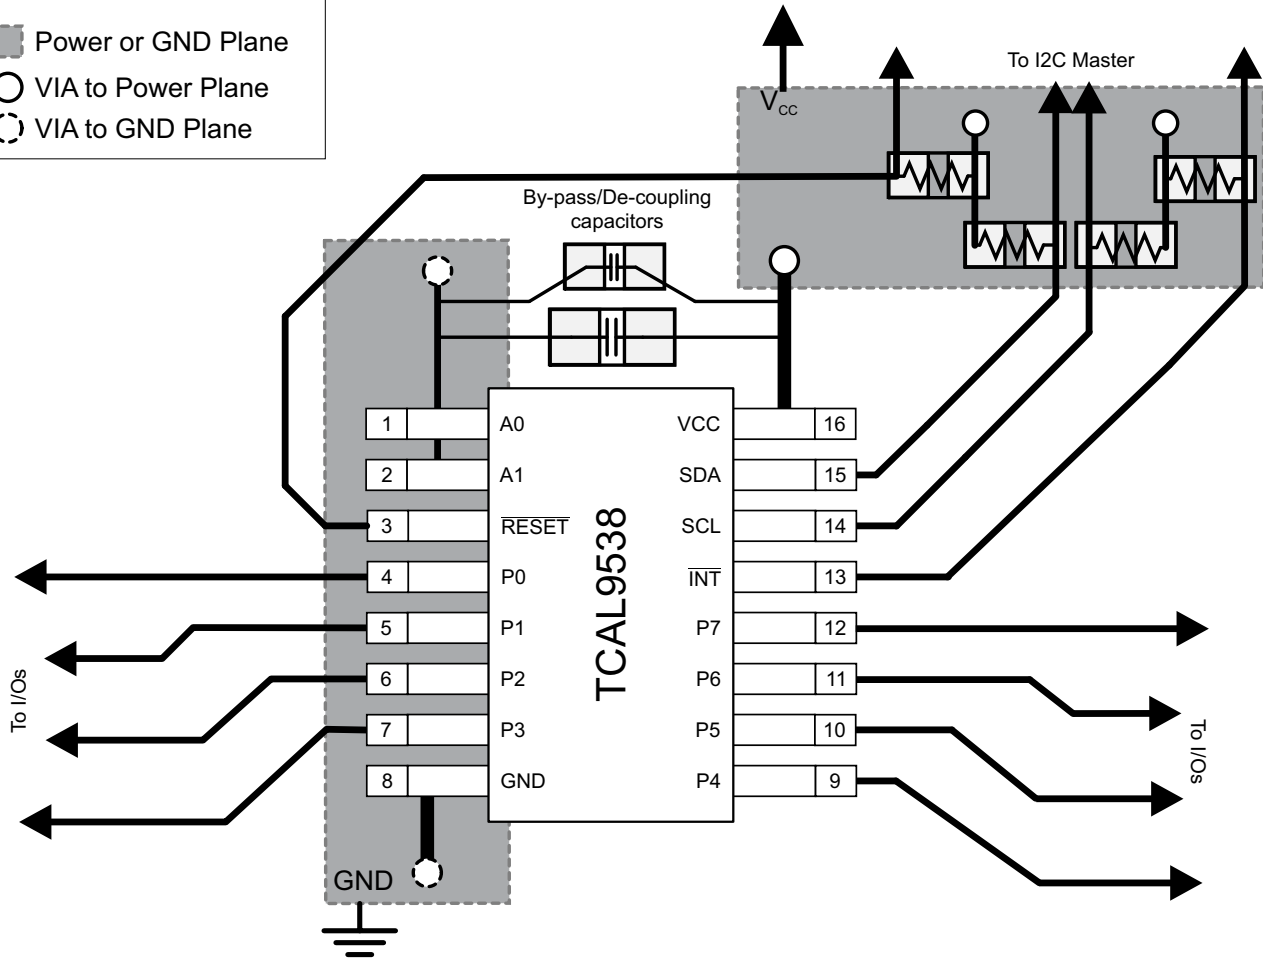 Power or GND Plane
VIA to Power Plane
VIA to GND Plane
To I2C Master
VCC
By-pass/De-coupling
capacitors
1 A0 VCC 16
2 A1 SDA 15
3 RESET SCL 14
4 P0 INT 13
5 P1 P7 12
6 P2 P6 11
7 P3 P5 10
8 GND P4 9
TCAL9538
To I/Os
To I/Os
GND